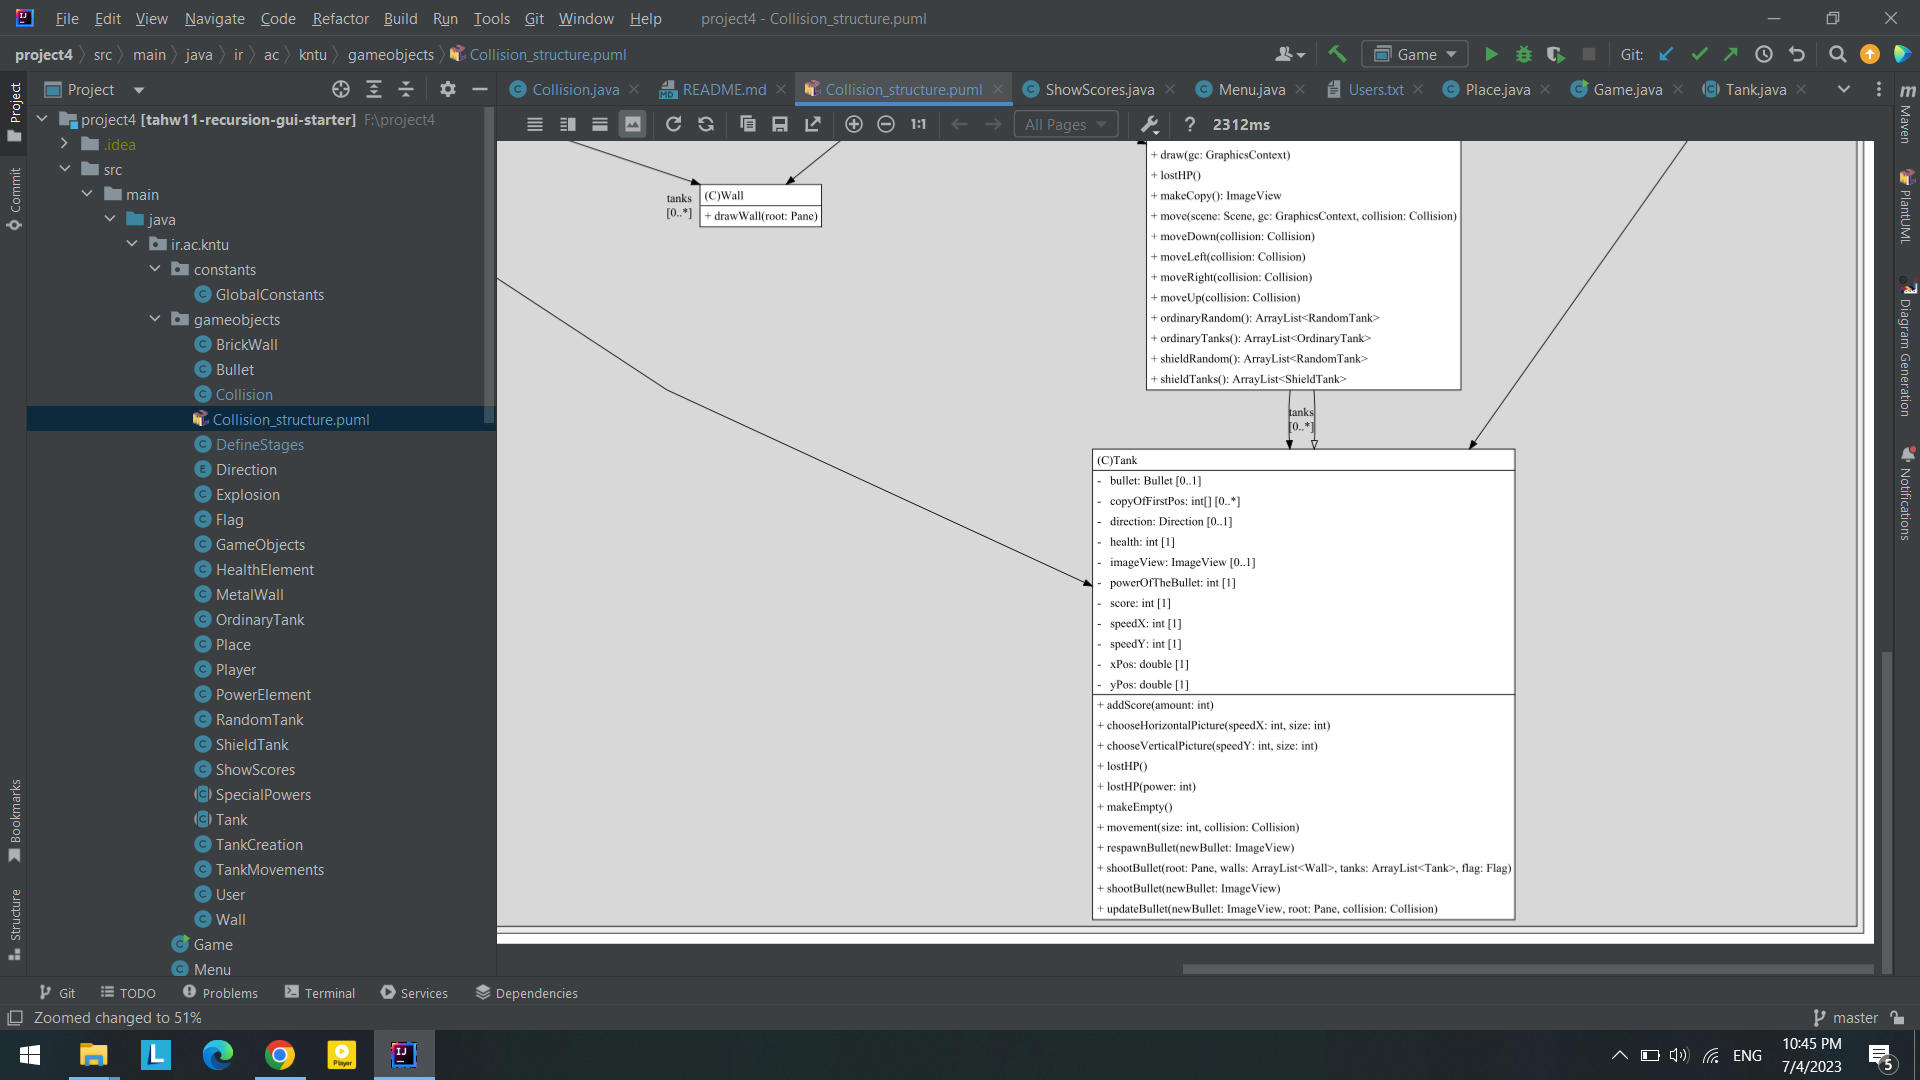 File Edit View Navigate Code Refactor Build Run Tools Git Window Help project4 - Collision_structure.puml
project4 src main java ir ac kntu gameobjects Collision_structure.puml Game Git:
Project
Collision.java README.md Collision_structure.puml ShowScores.java Menu.java Users.txt Place.java Game.java Tank.java
1:1 All Pages ? 2312ms
project4 [tahw11-recursion-gui-starter] F:\project4
.idea
src
main
java
ir.ac.kntu
constants
GlobalConstants
gameobjects
BrickWall
Bullet
Collision
Collision_structure.puml
DefineStages
Direction
Explosion
Flag
GameObjects
HealthElement
MetalWall
OrdinaryTank
Place
Player
PowerElement
RandomTank
ShieldTank
ShowScores
SpecialPowers
Tank
TankCreation
TankMovements
User
Wall
Game
Menu
Project
Commit
Bookmarks
Structure
tanks
[0..*]
(C)Wall
+ drawWall(root: Pane)
+ draw(gc: GraphicsContext)
+ lostHP()
+ makeCopy(): ImageView
+ move(scene: Scene, gc: GraphicsContext, collision: Collision)
+ moveDown(collision: Collision)
+ moveLeft(collision: Collision)
+ moveRight(collision: Collision)
+ moveUp(collision: Collision)
+ ordinaryRandom(): ArrayList<RandomTank>
+ ordinaryTanks(): ArrayList<OrdinaryTank>
+ shieldRandom(): ArrayList<RandomTank>
+ shieldTanks(): ArrayList<ShieldTank>
tanks
[0..*]
(C)Tank
- bullet: Bullet [0..1]
- copyOfFirstPos: int[] [0..*]
- direction: Direction [0..1]
- health: int [1]
- imageView: ImageView [0..1]
- powerOfTheBullet: int [1]
- score: int [1]
- speedX: int [1]
- speedY: int [1]
- xPos: double [1]
- yPos: double [1]
+ addScore(amount: int)
+ chooseHorizontalPicture(speedX: int, size: int)
+ chooseVerticalPicture(speedY: int, size: int)
+ lostHP()
+ lostHP(power: int)
+ makeEmpty()
+ movement(size: int, collision: Collision)
+ respawnBullet(newBullet: ImageView)
+ shootBullet(root: Pane, walls: ArrayList<Wall>, tanks: ArrayList<Tank>, flag: Flag)
+ shootBullet(newBullet: ImageView)
+ updateBullet(newBullet: ImageView, root: Pane, collision: Collision)
Maven
PlantUML
Diagram Generation
Notifications
Git TODO Problems Terminal Services Dependencies
Zoomed changed to 51% master
ENG
10:45 PM
7/4/2023
5